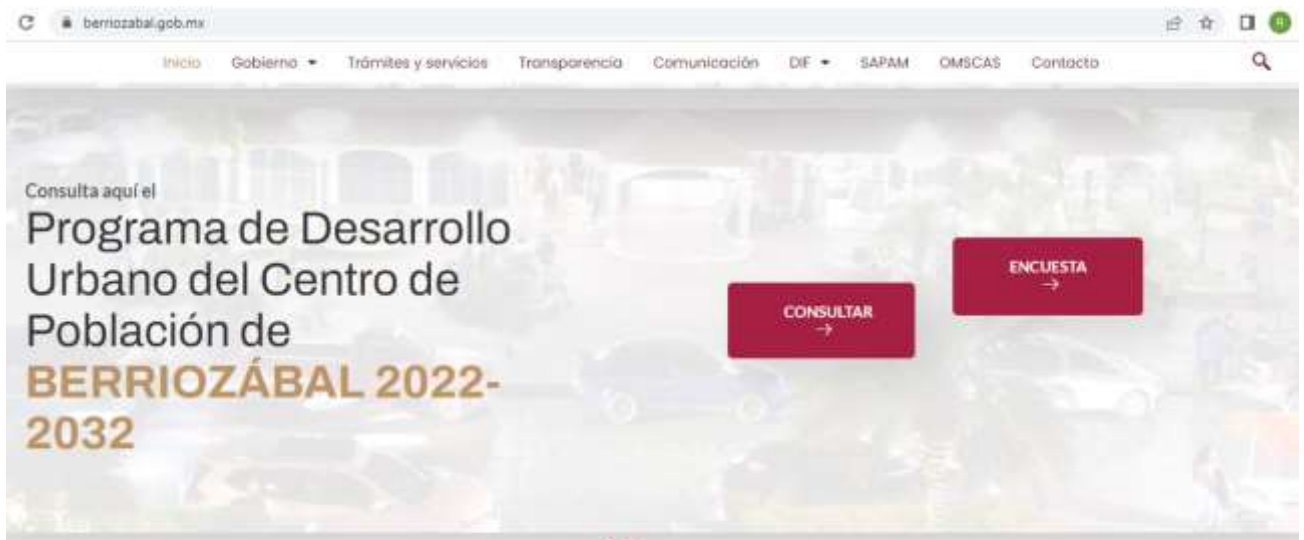 berriozabal.gob.mx
Inicio Gobierno Trámites y servicios Transparencia Comunicación DIF SAPAM OMSCAS Contacto
Consulta aquí el
Programa de Desarrollo
Urbano del Centro de
Población de
BERRIOZÁBAL 2022-
2032
CONSULTAR
→
ENCUESTA
→